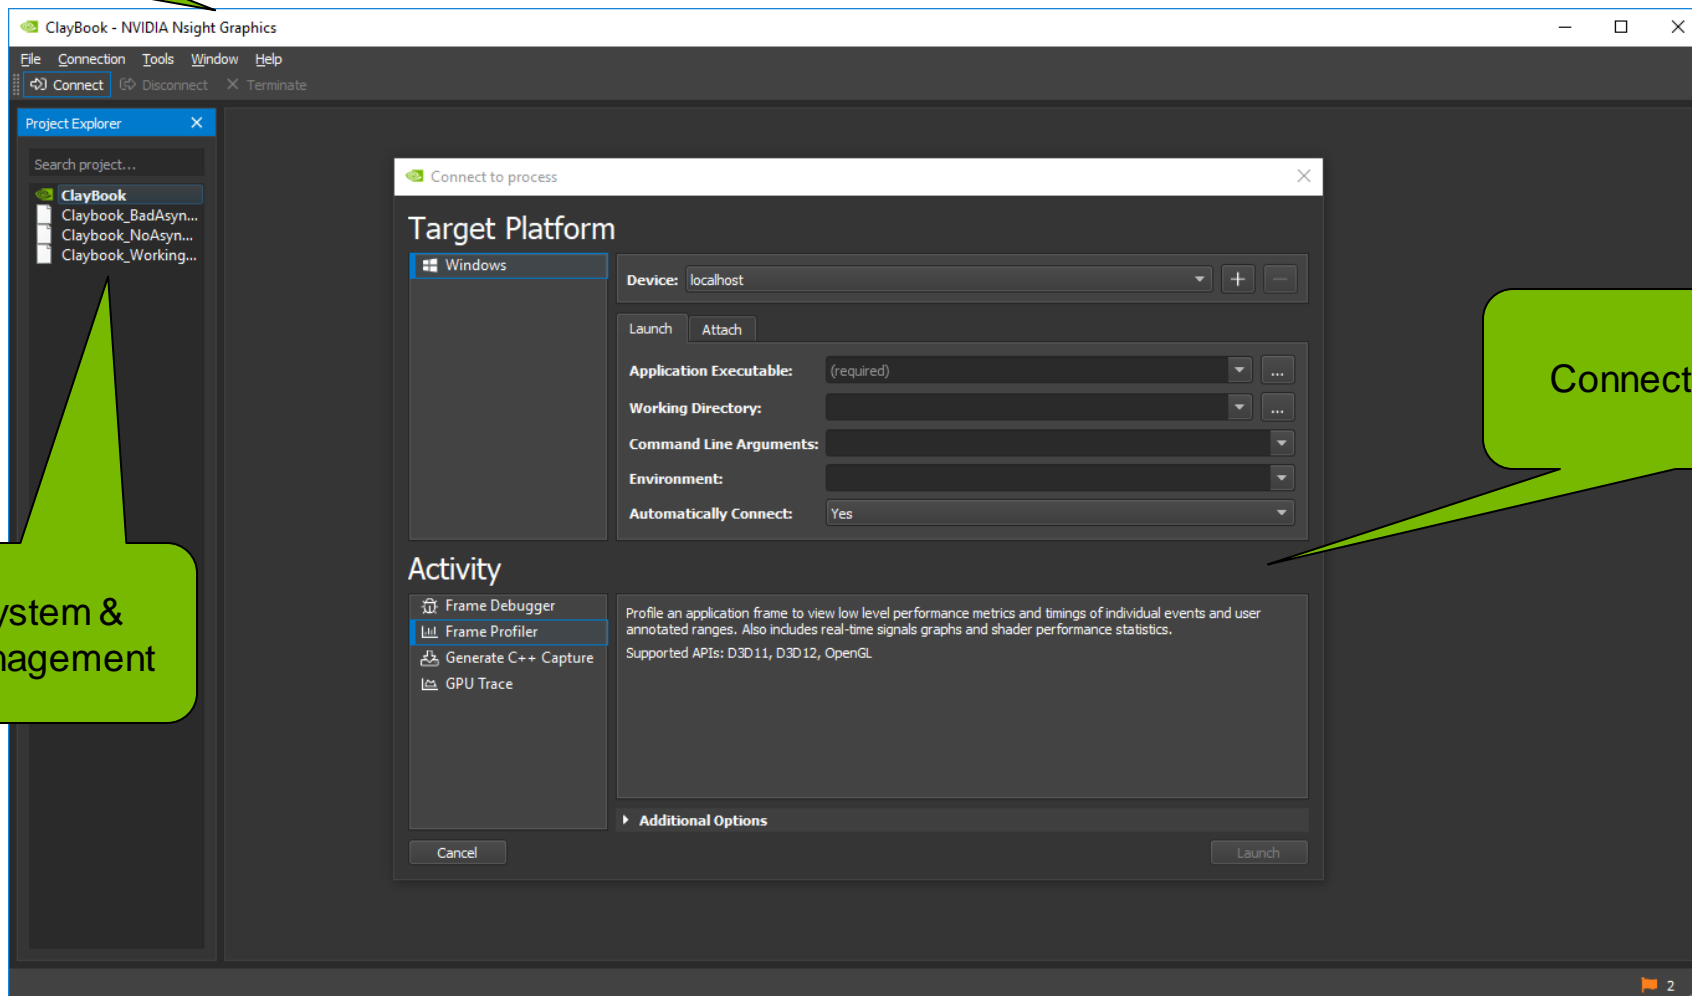 ClayBook - NVIDIA Nsight Graphics
File Connection Tools Window Help
Connect Disconnect Terminate
Project Explorer
Search project...
ClayBook
Claybook_BadAsyn...
Claybook_NoAsyn...
Claybook_Working...
Connect to process
Target Platform
Windows
Device: localhost
Launch Attach
Application Executable: (required) ...
Working Directory: ...
Command Line Arguments:
Environment:
Automatically Connect: Yes
Activity
Frame Debugger
Frame Profiler
Generate C++ Capture
GPU Trace
Profile an application frame to view low level performance metrics and timings of individual events and user
annotated ranges. Also includes real-time signals graphs and shader performance statistics.
Supported APIs: D3D11, D3D12, OpenGL
Additional Options
Cancel Launch
Connect
ystem &
nagement
2